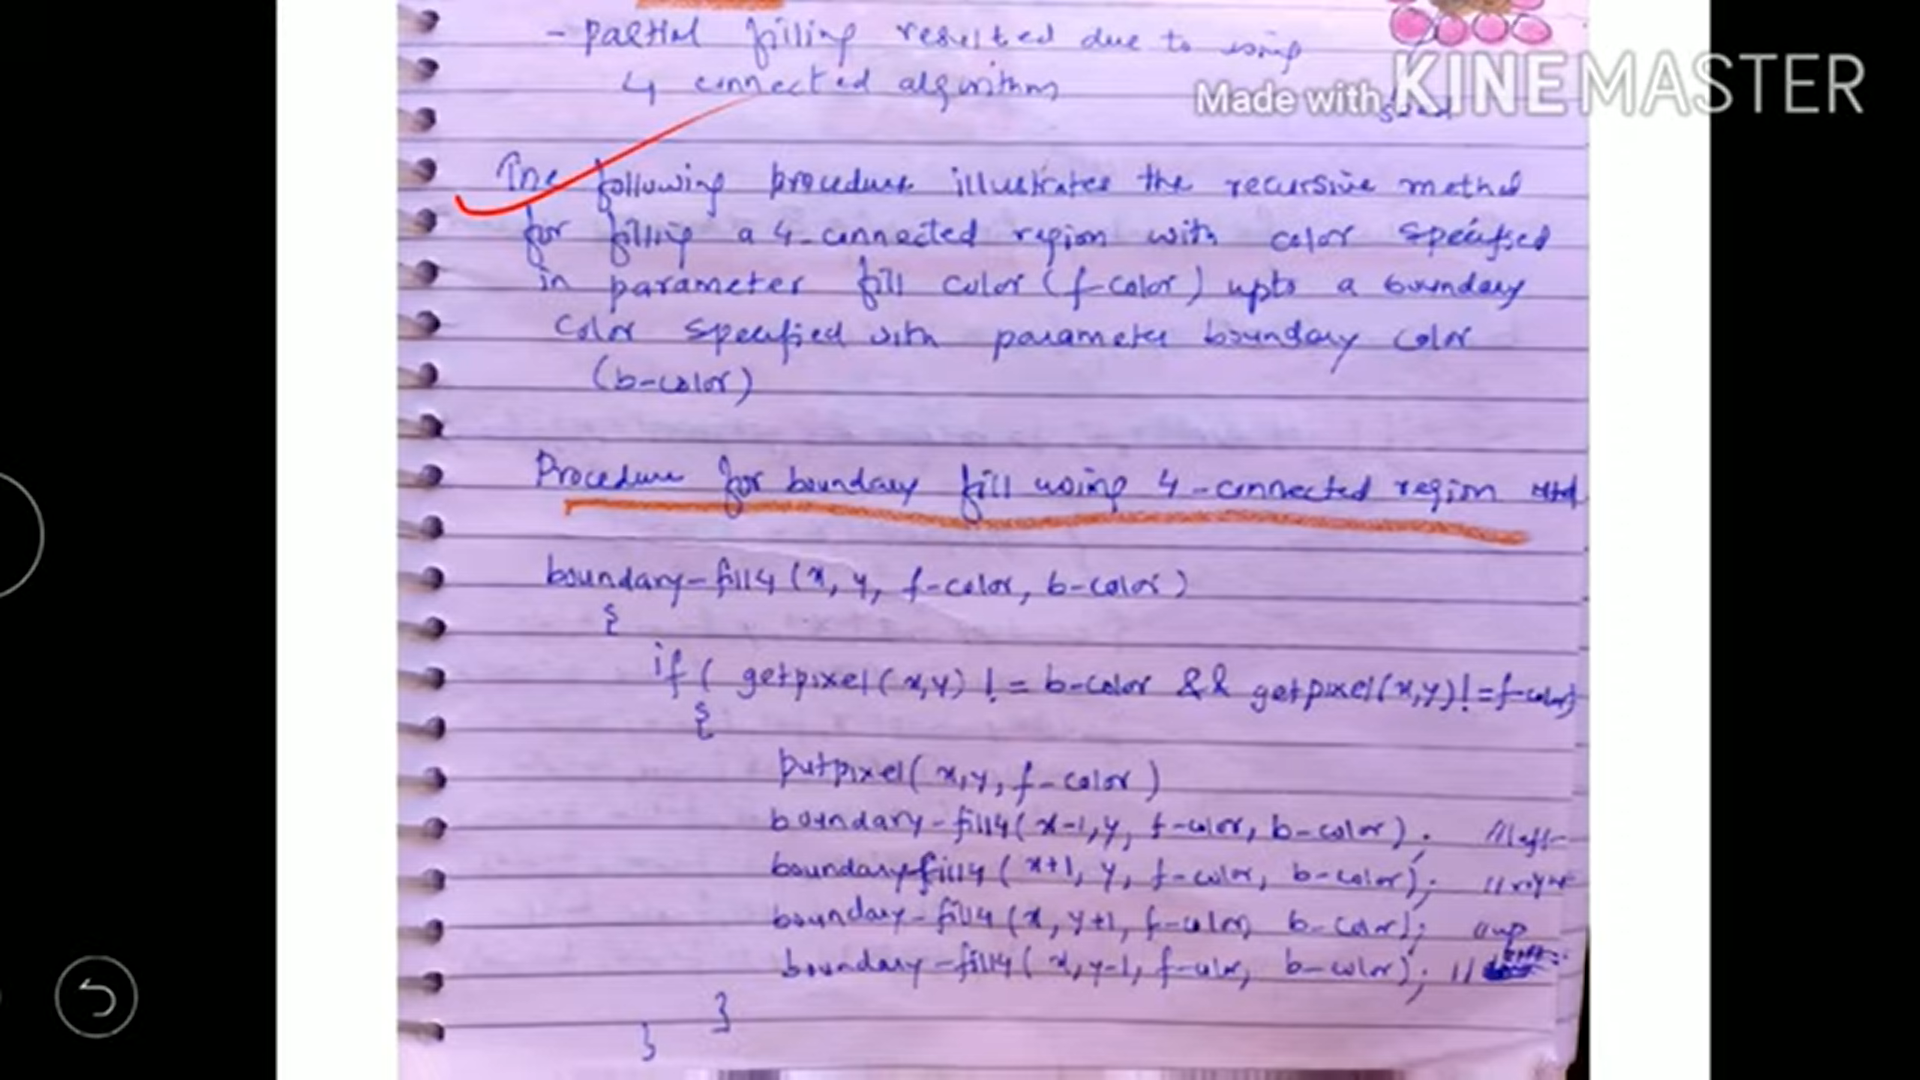 - partial filling resulted due to using
4 connected algorithm
Made with KINEMASTER
The following procedure illustrates the recursive method
for filling a 4-connected region with color specified
in parameter fill color (f-color) upto a boundary
color specified with parameter boundary color
(b-color)
Procedure for boundary fill using 4-connected region
boundary-fill4 (x, y, f-color, b-color)
{
if ( getpixel(x,y) != b-color && getpixel(x,y)!=f-color)
{
putpixel( x,y, f-color )
boundary-fill4( x-1,y, f-color, b-color); //left
boundary-fill4 ( x+1, y, f-color, b-color); //right
boundary-fill4 (x, y+1, f-color, b-color); //up
boundary-fill4( x,y-1, f-color, b-color); //
}
}